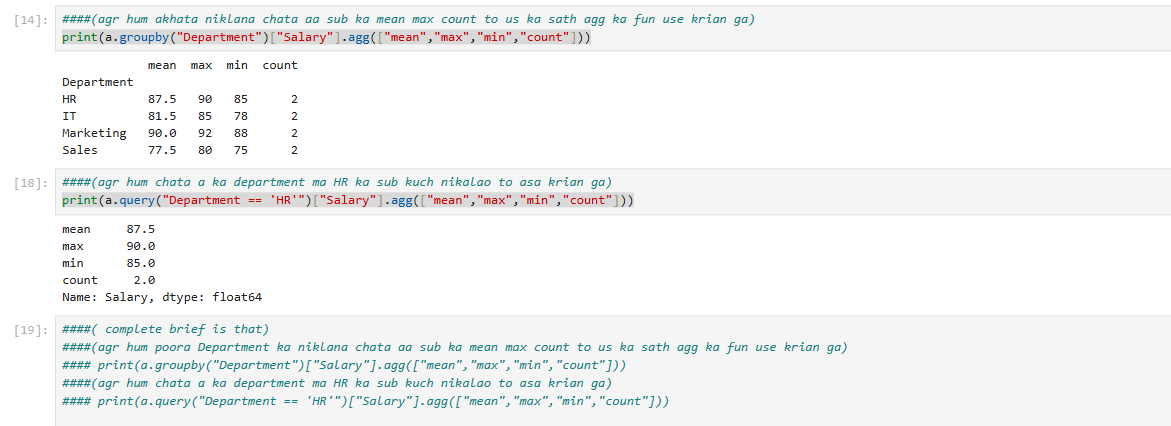 [14]: ####(agr hum akhata niklana chata aa sub ka mean max count to us ka sath agg ka fun use krian ga)
print(a.groupby("Department")["Salary"].agg(["mean","max","min","count"]))
mean max min count
Department
HR 87.5 90 85 2
IT 81.5 85 78 2
Marketing 90.0 92 88 2
Sales 77.5 80 75 2
[18]: ####(agr hum chata a ka department ma HR ka sub kuch nikalao to asa krian ga)
print(a.query("Department == 'HR'")["Salary"].agg(["mean","max","min","count"]))
mean 87.5
max 90.0
min 85.0
count 2.0
Name: Salary, dtype: float64
[19]: ####( complete brief is that)
####(agr hum poora Department ka niklana chata aa sub ka mean max count to us ka sath agg ka fun use krian ga)
#### print(a.groupby("Department")["Salary"].agg(["mean","max","min","count"]))
####(agr hum chata a ka department ma HR ka sub kuch nikalao to asa krian ga)
#### print(a.query("Department == 'HR'")["Salary"].agg(["mean","max","min","count"]))